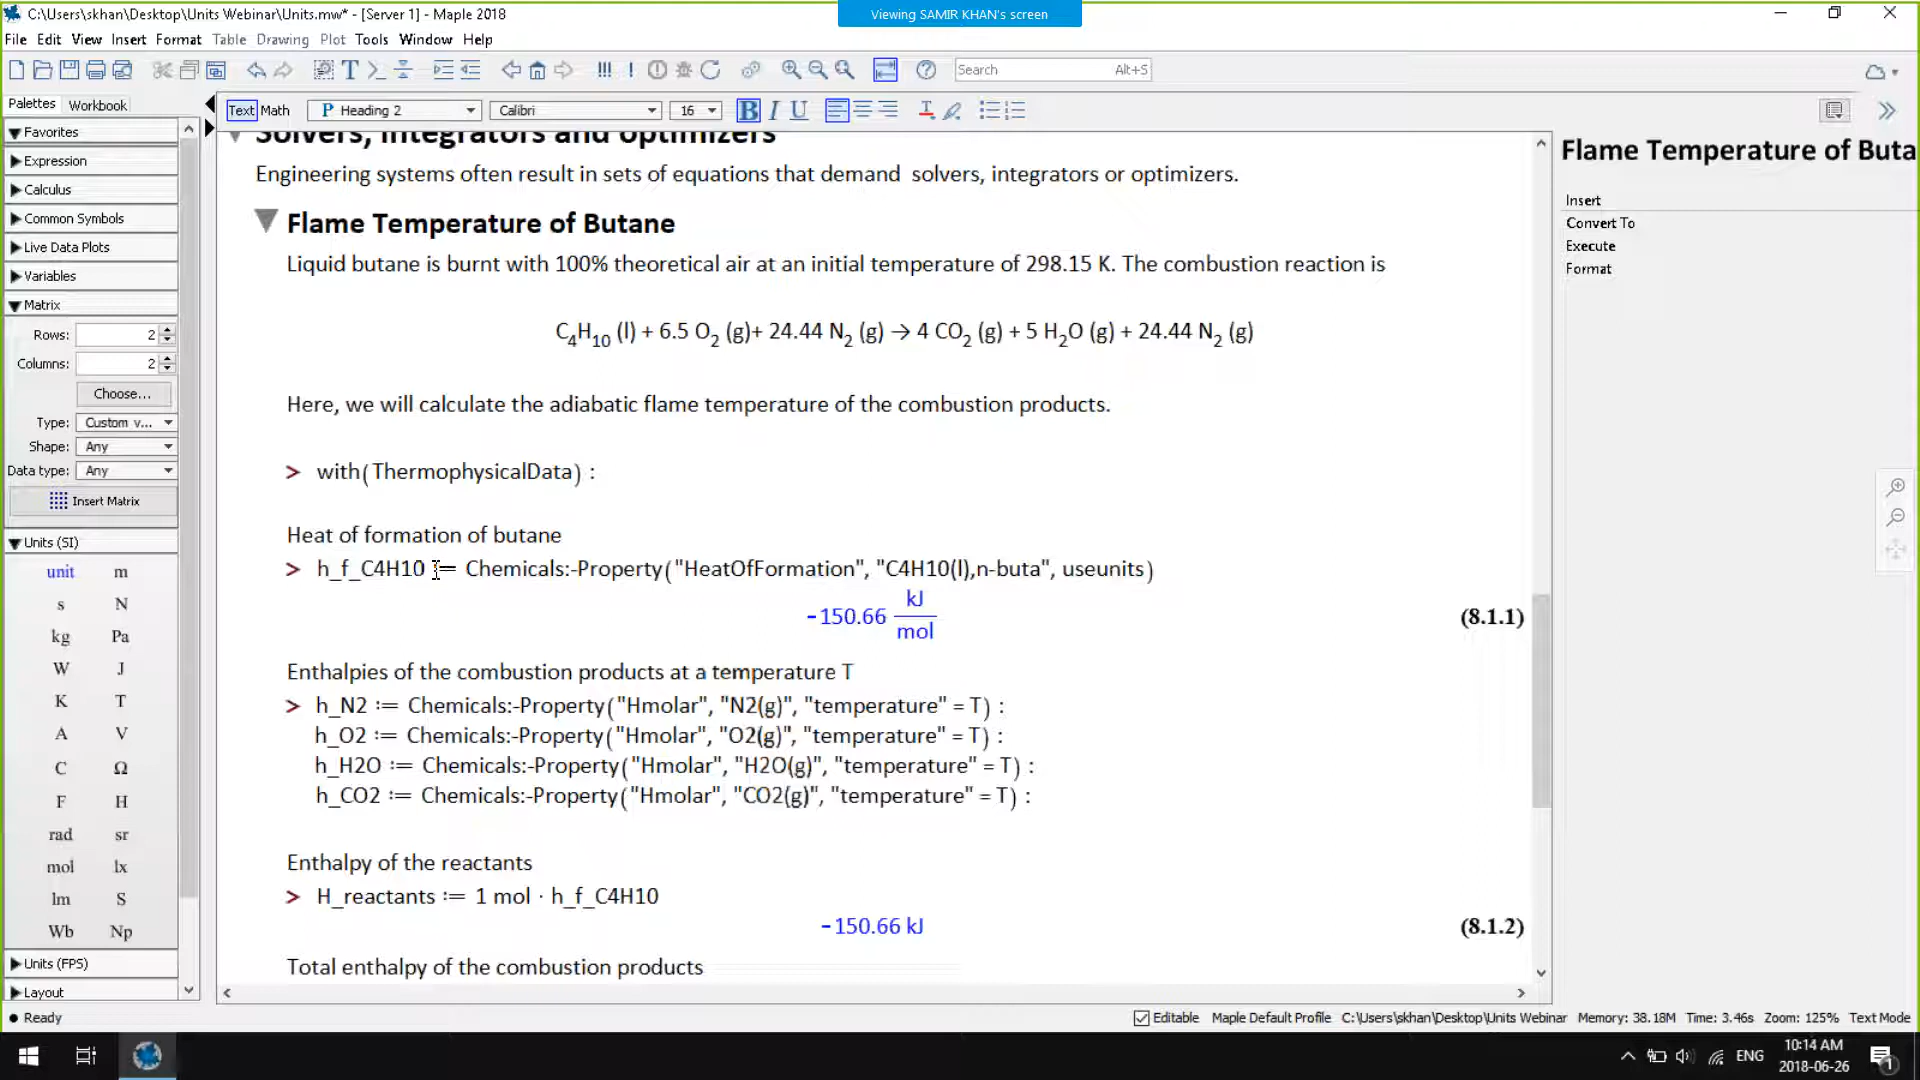 C:\Users\skhan\Desktop\Units Webinar\Units.mw* - [Server 1] - Maple 2018
Viewing SAMIR KHAN's screen
File Edit View Insert Format Table Drawing Plot Tools Window Help
Search Alt+S
Palettes Workbook
Text Math P Heading 2 Calibri 16 B I U
Favorites
Expression
Calculus
Common Symbols
Live Data Plots
Variables
Matrix
Rows: 2
Columns: 2
Choose...
Type: Custom v...
Shape: Any
Data type: Any
Insert Matrix
Units (SI)
unit m
s N
kg Pa
W J
K T
A V
C Ω
F H
rad sr
mol lx
lm S
Wb Np
Units (FPS)
Layout
Solvers, integrators and optimizers
Engineering systems often result in sets of equations that demand solvers, integrators or optimizers.
Flame Temperature of Butane
Liquid butane is burnt with 100% theoretical air at an initial temperature of 298.15 K. The combustion reaction is
C4H10 (l) + 6.5 O2 (g)+ 24.44 N2 (g) → 4 CO2 (g) + 5 H2O (g) + 24.44 N2 (g)
Here, we will calculate the adiabatic flame temperature of the combustion products.
> with(ThermophysicalData) :
Heat of formation of butane
> h_f_C4H10 := Chemicals:-Property("HeatOfFormation", "C4H10(l),n-buta", useunits)
-150.66 kJ/mol (8.1.1)
Enthalpies of the combustion products at a temperature T
> h_N2 := Chemicals:-Property("Hmolar", "N2(g)", "temperature" = T) :
h_O2 := Chemicals:-Property("Hmolar", "O2(g)", "temperature" = T) :
h_H2O := Chemicals:-Property("Hmolar", "H2O(g)", "temperature" = T) :
h_CO2 := Chemicals:-Property("Hmolar", "CO2(g)", "temperature" = T) :
Enthalpy of the reactants
> H_reactants := 1 mol · h_f_C4H10
-150.66 kJ (8.1.2)
Total enthalpy of the combustion products
Flame Temperature of Buta
Insert
Convert To
Execute
Format
Ready
Editable Maple Default Profile C:\Users\skhan\Desktop\Units Webinar Memory: 38.18M Time: 3.46s Zoom: 125% Text Mode
ENG
10:14 AM
2018-06-26
1